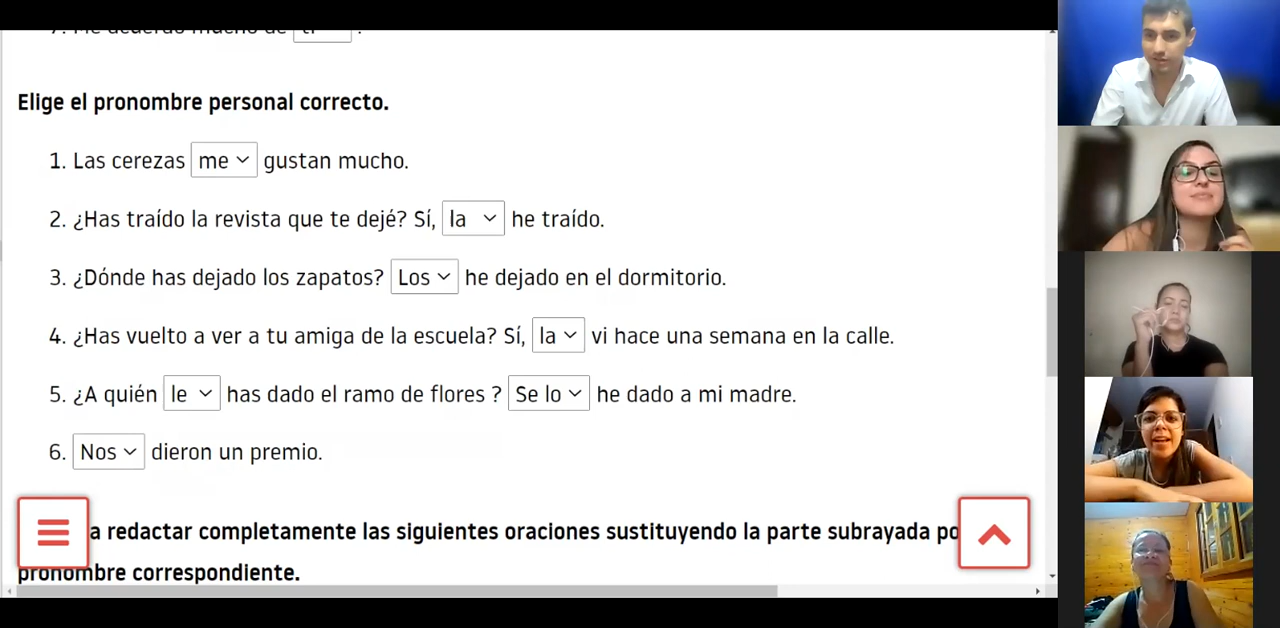 Elige el pronombre personal correcto.
1. Las cerezas me gustan mucho.
2. ¿Has traído la revista que te dejé? Sí, la he traído.
3. ¿Dónde has dejado los zapatos? Los he dejado en el dormitorio.
4. ¿Has vuelto a ver a tu amiga de la escuela? Sí, la vi hace una semana en la calle.
5. ¿A quién le has dado el ramo de flores ? Se lo he dado a mi madre.
6. Nos dieron un premio.
a redactar completamente las siguientes oraciones sustituyendo la parte subrayada po
pronombre correspondiente.